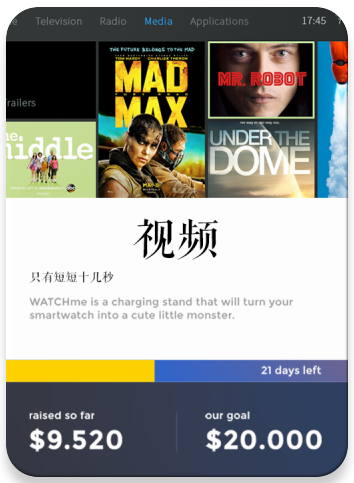 Television Radio Media Applications 17:45
THE FUTURE BELONGS TO THE MAD
TOM HARDY CHARLIZE THERON
MAD
MAX
MR. ROBOT
railers
UNDER THE
DOME
he.
iddle
abc
MAY
视频
只有短短十几秒
WATCHme is a charging stand that will turn your
smartwatch into a cute little monster.
21 days left
raised so far our goal
$9.520 $20.000